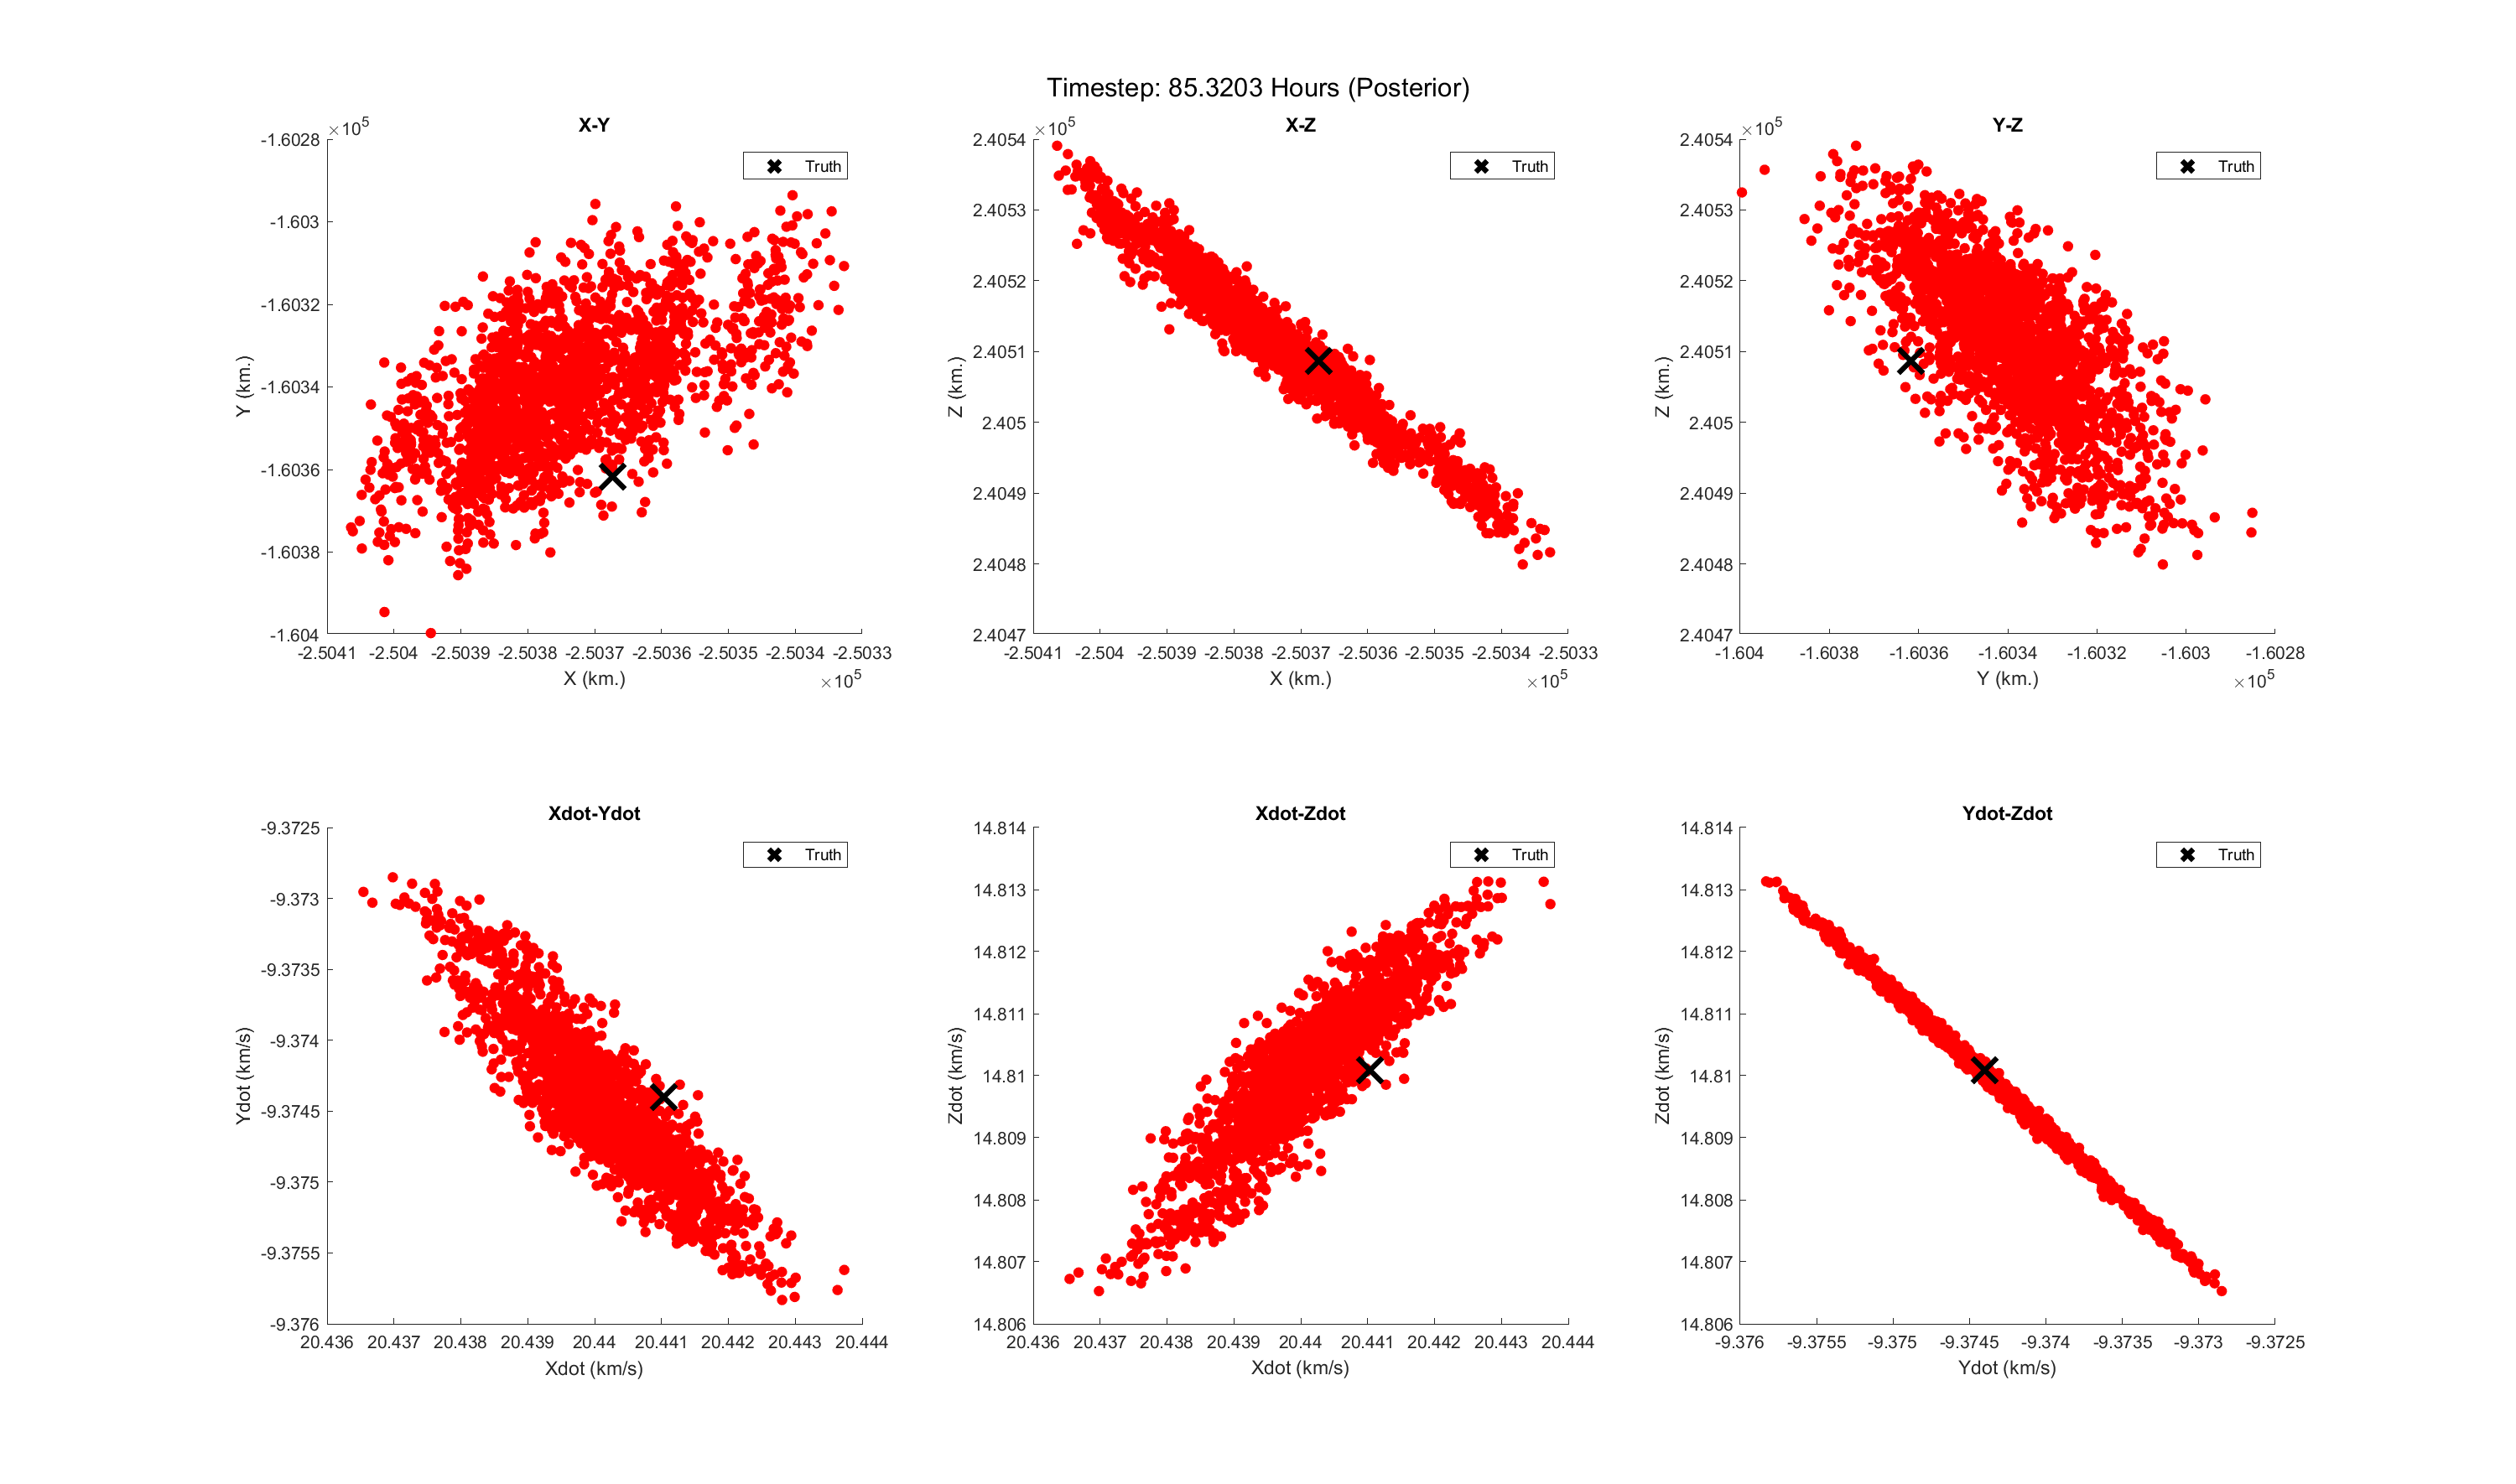 Timestep: 85.3203 Hours (Posterior)
X-Y
×10^5
-1.6028
-1.603
-1.6032
-1.6034
-1.6036
-1.6038
-1.604
Y (km.)
Truth
-2.5041 -2.504 -2.5039 -2.5038 -2.5037 -2.5036 -2.5035 -2.5034 -2.5033
X (km.)
×10^5
X-Z
×10^5
2.4054
2.4053
2.4052
2.4051
2.405
2.4049
2.4048
2.4047
Z (km.)
Truth
-2.5041 -2.504 -2.5039 -2.5038 -2.5037 -2.5036 -2.5035 -2.5034 -2.5033
X (km.)
×10^5
Y-Z
×10^5
2.4054
2.4053
2.4052
2.4051
2.405
2.4049
2.4048
2.4047
Z (km.)
Truth
-1.604 -1.6038 -1.6036 -1.6034 -1.6032 -1.603 -1.6028
Y (km.)
×10^5
Xdot-Ydot
-9.3725
-9.373
-9.3735
-9.374
-9.3745
-9.375
-9.3755
-9.376
Ydot (km/s)
Truth
20.436 20.437 20.438 20.439 20.44 20.441 20.442 20.443 20.444
Xdot (km/s)
Xdot-Zdot
14.814
14.813
14.812
14.811
14.81
14.809
14.808
14.807
14.806
Zdot (km/s)
Truth
20.436 20.437 20.438 20.439 20.44 20.441 20.442 20.443 20.444
Xdot (km/s)
Ydot-Zdot
14.814
14.813
14.812
14.811
14.81
14.809
14.808
14.807
14.806
Zdot (km/s)
Truth
-9.376 -9.3755 -9.375 -9.3745 -9.374 -9.3735 -9.373 -9.3725
Ydot (km/s)